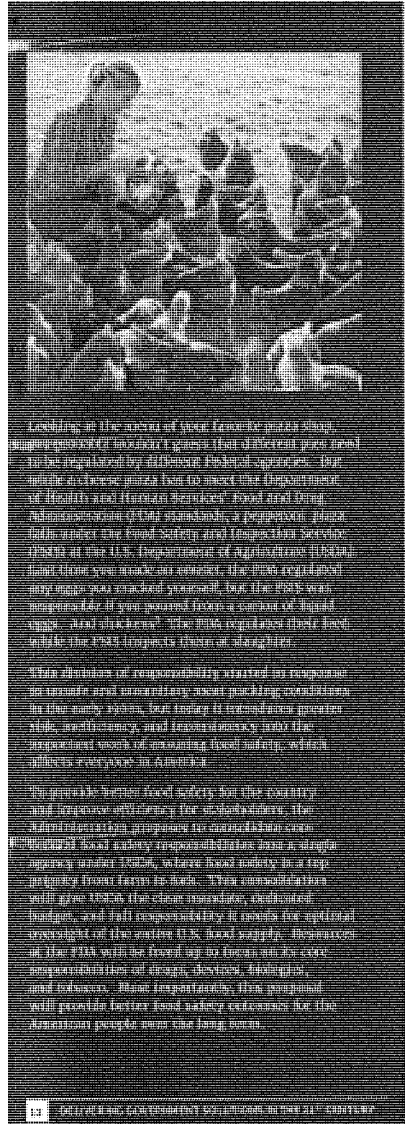 Looking at the menu of your favorite pizza shop,
you probably wouldn't guess that different pies need
to be regulated by different Federal agencies. But
while a cheese pizza has to meet the Department
of Health and Human Services' Food and Drug
Administration (FDA) standards, a pepperoni pizza
falls under the Food Safety and Inspection Service
(FSIS) at the U.S. Department of Agriculture (USDA).
Last time you made an omelet, the FDA regulated
any eggs you cracked yourself, but the FSIS was
responsible if you poured from a carton of liquid
eggs. And chickens? The FDA regulates their feed
while the FSIS inspects them at slaughter.
This division of responsibility started in response
to unsafe and unsanitary meat packing conditions
in the early 1900s, but today it introduces greater
risk, inefficiency, and inconsistency into the
important work of ensuring food safety, which
affects everyone in America.
To provide better food safety for the country
and improve efficiency for stakeholders, the
Administration proposes to consolidate core
Federal food safety responsibilities into a single
agency under USDA, where food safety is a top
priority from farm to fork. This consolidation
will give USDA the clear mandate, dedicated
budget, and full responsibility it needs for optimal
oversight of the entire U.S. food supply. Resources
at the FDA will be freed up to focus on its core
responsibilities of drugs, devices, biologics,
and tobacco. Most importantly, this proposal
will provide better food safety outcomes for the
American people over the long term.
DELIVERING GOVERNMENT SOLUTIONS IN THE 21ST CENTURY